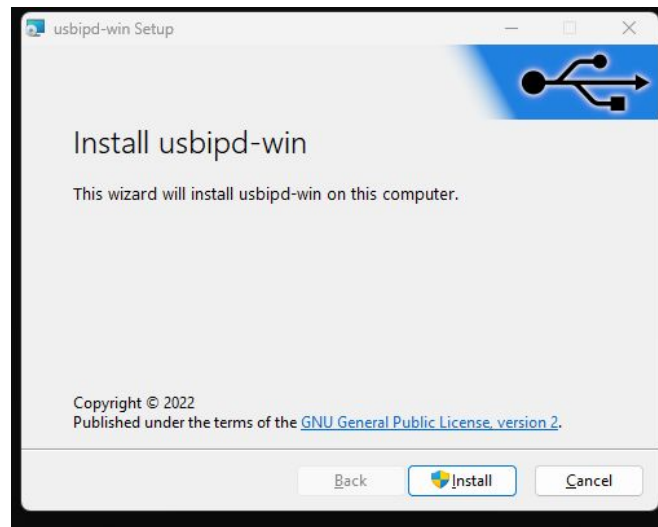 usbipd-win Setup
Install usbipd-win
This wizard will install usbipd-win on this computer.
Copyright © 2022
Published under the terms of the GNU General Public License, version 2.
Back
Install
Cancel